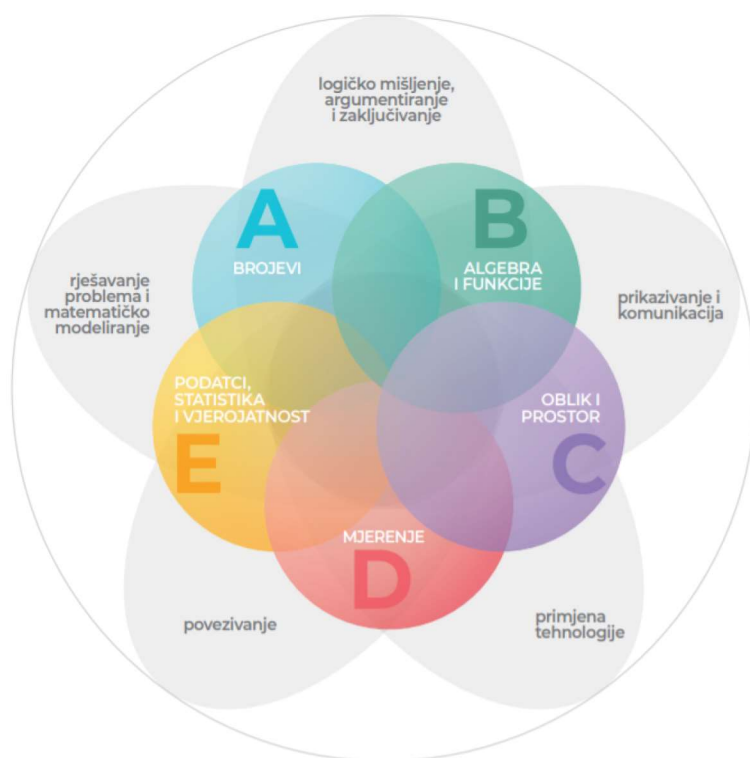 logičko mišljenje,
argumentiranje
i zaključivanje
A
BROJEVI
B
ALGEBRA
I FUNKCIJE
rješavanje
problema i
matematičko
modeliranje
prikazivanje i
komunikacija
PODATCI,
STATISTIKA
I VJEROJATNOST
E
OBLIK I
PROSTOR
C
MJERENJE
D
povezivanje
primjena
tehnologije